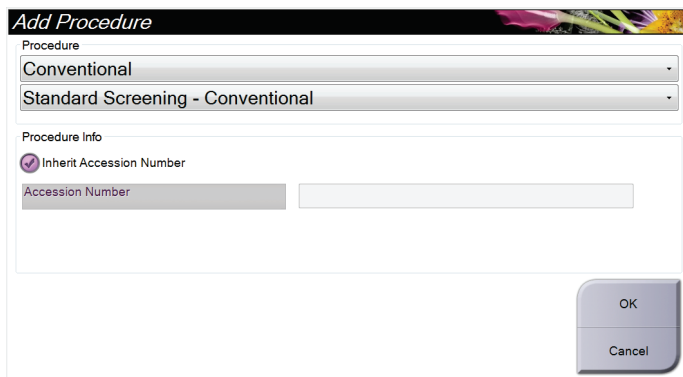 Add Procedure
Procedure
Conventional
Standard Screening - Conventional
Procedure Info
Inherit Accession Number
Accession Number
OK
Cancel